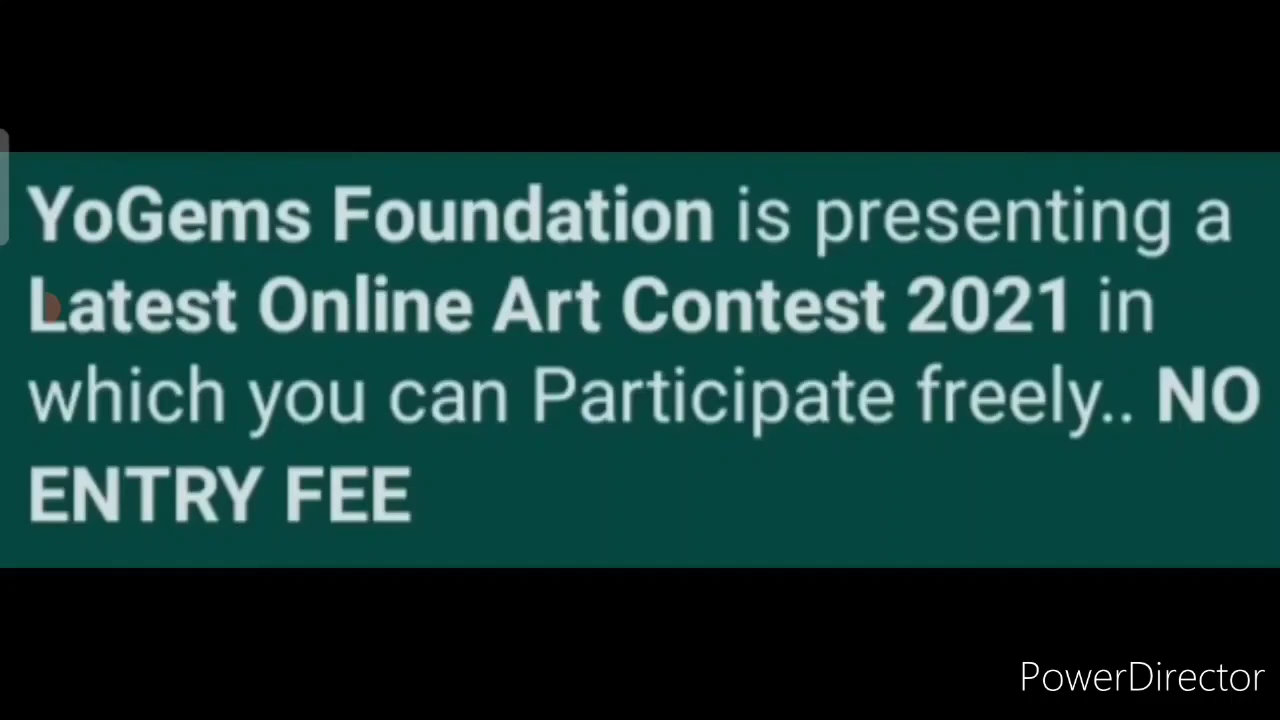 YoGems Foundation is presenting a
Latest Online Art Contest 2021 in
which you can Participate freely.. NO
ENTRY FEE
PowerDirector